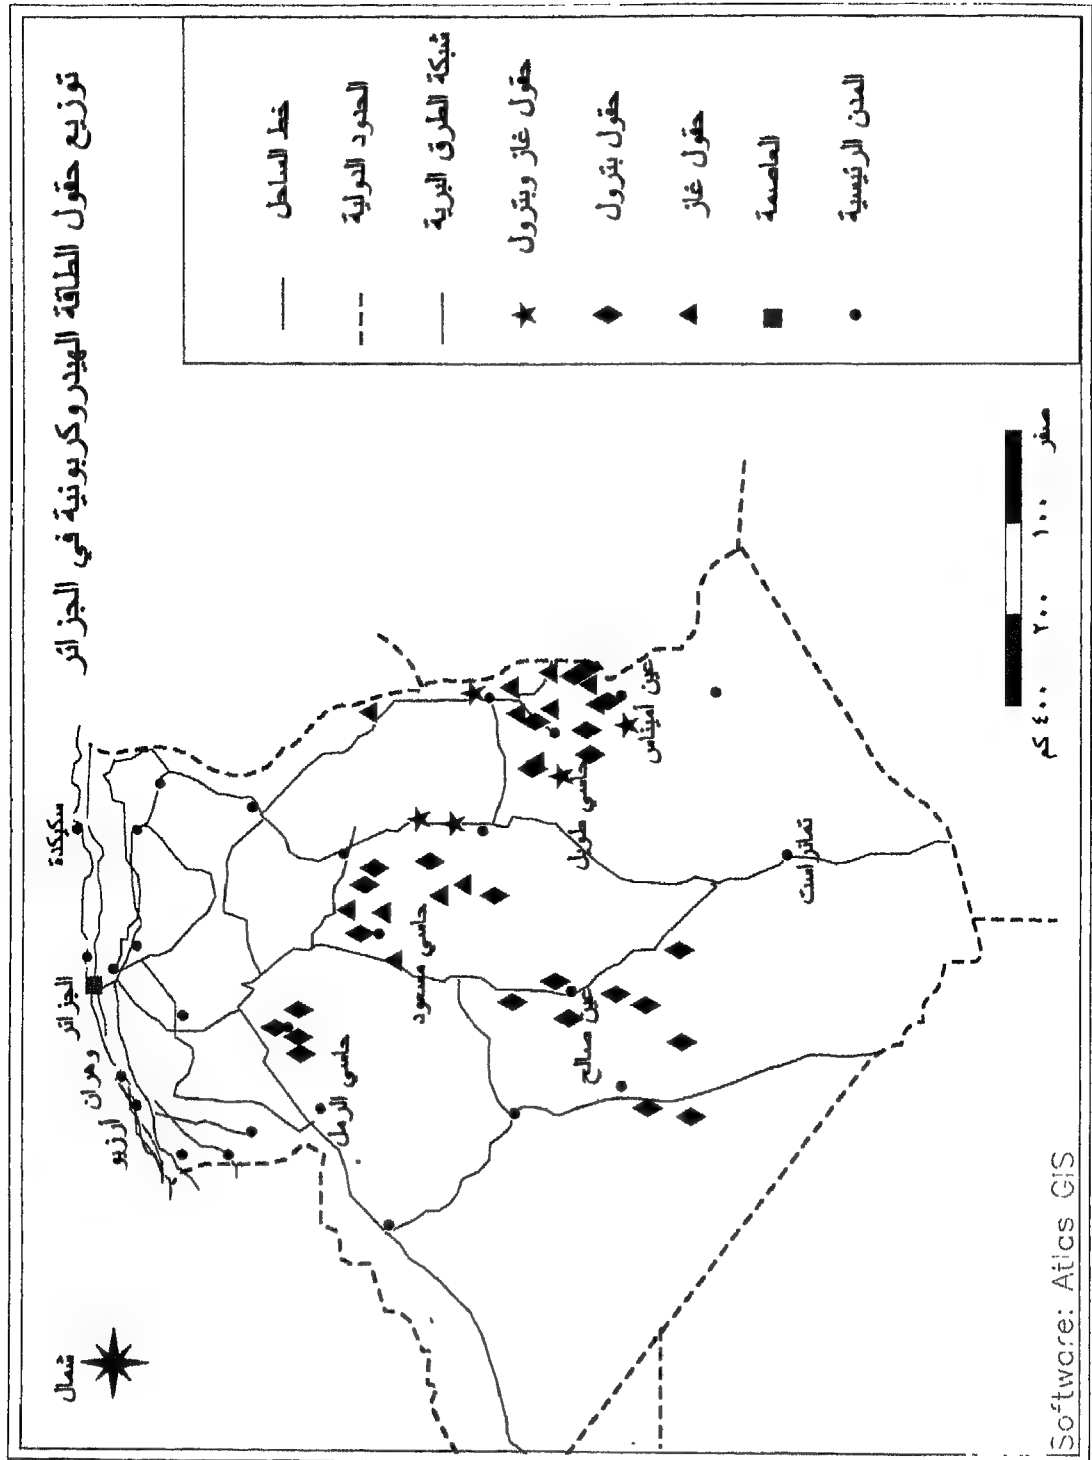 توزيع حقول الطاقة الهيدروكربونية في الجزائر
شمال
خط الساحل
الحدود الدولية
شبكة الطرق البرية
حقول غاز وبترول
حقول بترول
حقول غاز
العاصمة
المدن الرئيسية
سكيكدة
الجزائر
وهران
ارزيو
حاسي الرمل
حاسي مسعود
حاسي طويل
عين اميناس
عين صالح
تمانراست
صفر
١٠٠
٢٠٠
٤٠٠ كم
Software: Atlas GIS